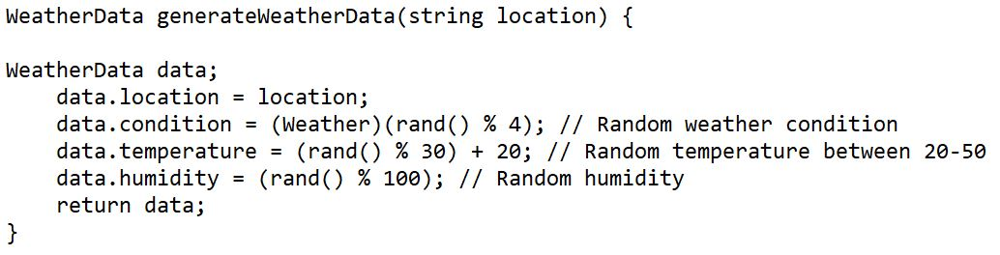 WeatherData generateWeatherData(string location) {
WeatherData data;
data.location = location;
data.condition = (Weather)(rand() % 4); // Random weather condition
data.temperature = (rand() % 30) + 20; // Random temperature between 20-50
data.humidity = (rand() % 100); // Random humidity
return data;
}